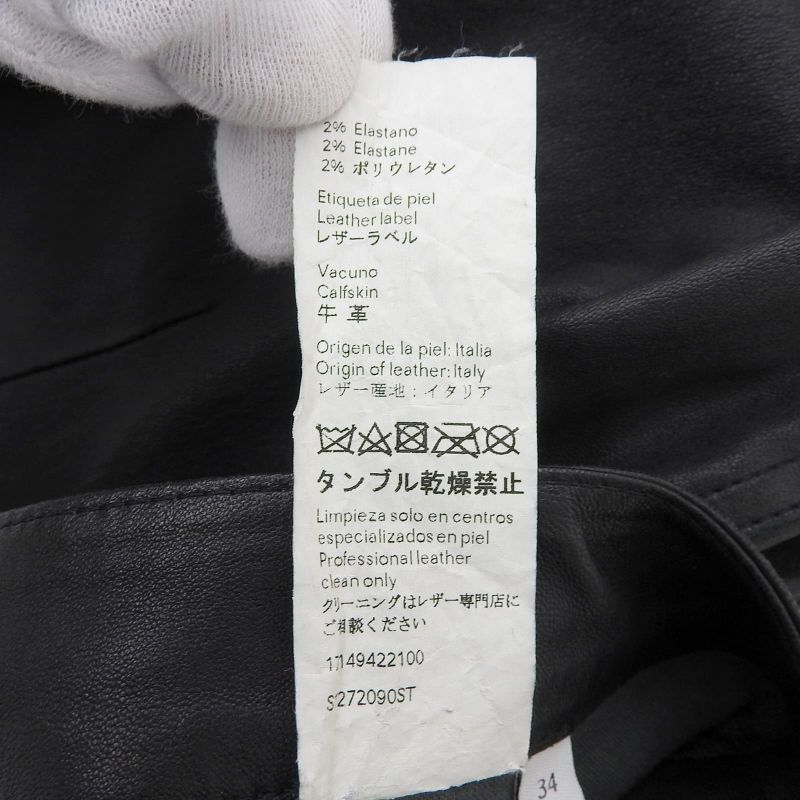 2% Elastano
2% Elastane
2% ポリウレタン
Etiqueta de piel
Leather label
レザーラベル
Vacuno
Calfskin
牛革
Origen de la piel: Italia
Origin of leather: Italy
レザー産地：イタリア
タンブル乾燥禁止
Limpieza solo en centros
especializados en piel
Professional leather
clean only
クリーニングはレザー専門店に
ご相談ください
17149422100
S272090ST
34